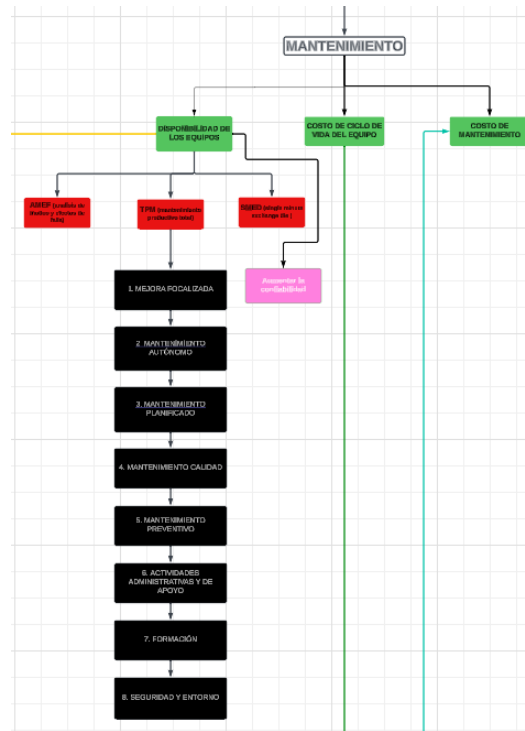 MANTENIMIENTO
DISPONIBILIDAD DE
LOS EQUIPOS
COSTO DE CICLO DE
VIDA DEL EQUIPO
COSTO DE
MANTENIMIENTO
AMEF (análisis de
modos y efectos de
falla)
TPM (mantenimiento
productivo total)
SMED (single minute
exchange die )
Aumentar la
confiabilidad
1. MEJORA FOCALIZADA
2. MANTENIMIENTO
AUTÓNOMO
3. MANTENIMIENTO
PLANIFICADO
4. MANTENIMIENTO CALIDAD
5. MANTENIMIENTO
PREVENTIVO
6. ACTIVIDADES
ADMINISTRATIVAS Y DE
APOYO
7. FORMACIÓN
8. SEGURIDAD Y ENTORNO